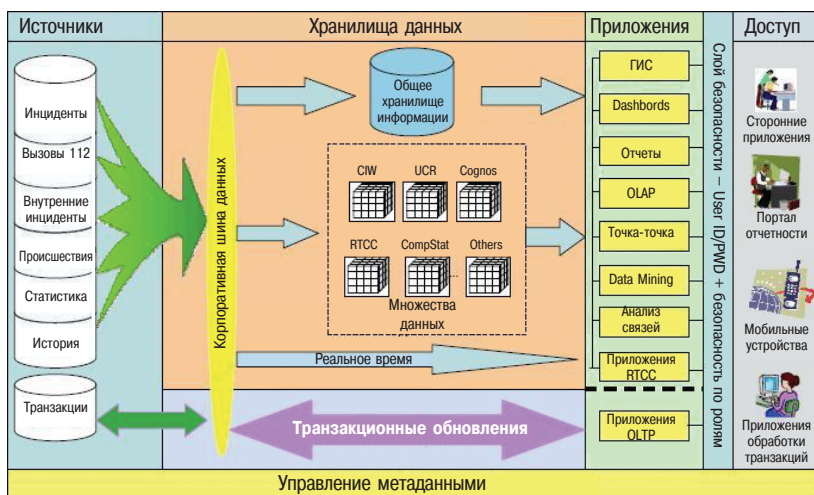 Источники
Хранилища данных
Приложения
Доступ
Инциденты
Вызовы 112
Внутренние
инциденты
Происшествия
Статистика
История
Транзакции
Корпоративная шина данных
Общее
хранилище
информации
CIW
UCR
Cognos
RTCC
CompStat
Others
...
Множества
данных
Реальное время
Транзакционные обновления
ГИС
Dashbords
Отчеты
OLAP
Точка-точка
Data Mining
Анализ
связей
Приложения
RTCC
Приложения
OLTP
Слой безопасности – User ID/PWD + безопасность по ролям
Сторонние
приложения
Портал
отчетности
Мобильные
устройства
Приложения
обработки
транзакций
Управление метаданными